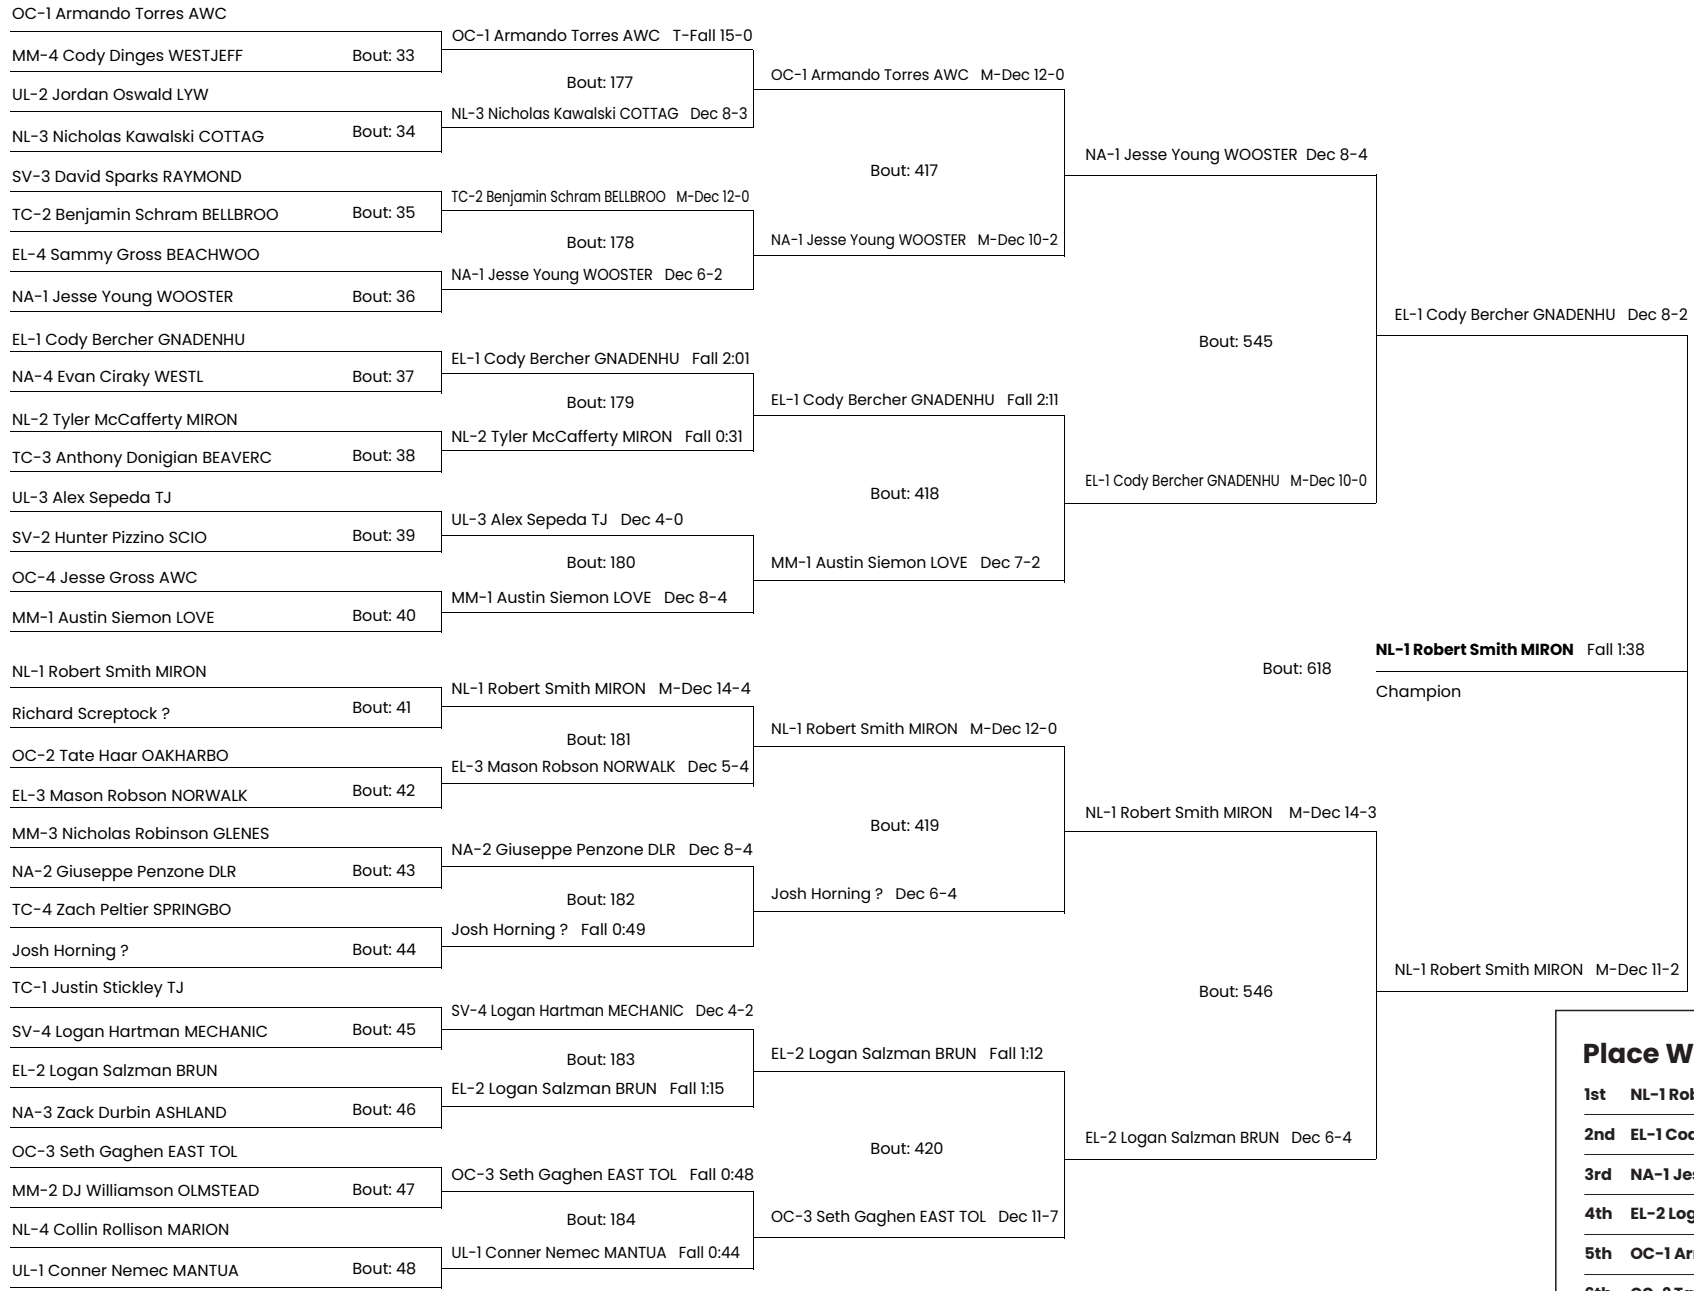 OC-1 Armando Torres AWC
MM-4 Cody Dinges WESTJEFF
Bout: 33
UL-2 Jordan Oswald LYW
NL-3 Nicholas Kawalski COTTAG
Bout: 34
SV-3 David Sparks RAYMOND
TC-2 Benjamin Schram BELLBROO
Bout: 35
EL-4 Sammy Gross BEACHWOO
NA-1 Jesse Young WOOSTER
Bout: 36
EL-1 Cody Bercher GNADENHU
NA-4 Evan Ciraky WESTL
Bout: 37
NL-2 Tyler McCafferty MIRON
TC-3 Anthony Donigian BEAVERC
Bout: 38
UL-3 Alex Sepeda TJ
SV-2 Hunter Pizzino SCIO
Bout: 39
OC-4 Jesse Gross AWC
MM-1 Austin Siemon LOVE
Bout: 40
NL-1 Robert Smith MIRON
Richard Screptock ?
Bout: 41
OC-2 Tate Haar OAKHARBO
EL-3 Mason Robson NORWALK
Bout: 42
MM-3 Nicholas Robinson GLENES
NA-2 Giuseppe Penzone DLR
Bout: 43
TC-4 Zach Peltier SPRINGBO
Josh Horning ?
Bout: 44
TC-1 Justin Stickley TJ
SV-4 Logan Hartman MECHANIC
Bout: 45
EL-2 Logan Salzman BRUN
NA-3 Zack Durbin ASHLAND
Bout: 46
OC-3 Seth Gaghen EAST TOL
MM-2 DJ Williamson OLMSTEAD
Bout: 47
NL-4 Collin Rollison MARION
UL-1 Conner Nemec MANTUA
Bout: 48
OC-1 Armando Torres AWC T-Fall 15-0
Bout: 177
NL-3 Nicholas Kawalski COTTAG Dec 8-3
TC-2 Benjamin Schram BELLBROO M-Dec 12-0
Bout: 178
NA-1 Jesse Young WOOSTER Dec 6-2
EL-1 Cody Bercher GNADENHU Fall 2:01
Bout: 179
NL-2 Tyler McCafferty MIRON Fall 0:31
UL-3 Alex Sepeda TJ Dec 4-0
Bout: 180
MM-1 Austin Siemon LOVE Dec 8-4
NL-1 Robert Smith MIRON M-Dec 14-4
Bout: 181
EL-3 Mason Robson NORWALK Dec 5-4
NA-2 Giuseppe Penzone DLR Dec 8-4
Bout: 182
Josh Horning ? Fall 0:49
SV-4 Logan Hartman MECHANIC Dec 4-2
Bout: 183
EL-2 Logan Salzman BRUN Fall 1:15
OC-3 Seth Gaghen EAST TOL Fall 0:48
Bout: 184
UL-1 Conner Nemec MANTUA Fall 0:44
OC-1 Armando Torres AWC M-Dec 12-0
Bout: 417
NA-1 Jesse Young WOOSTER M-Dec 10-2
EL-1 Cody Bercher GNADENHU Fall 2:11
Bout: 418
MM-1 Austin Siemon LOVE Dec 7-2
NL-1 Robert Smith MIRON M-Dec 12-0
Bout: 419
Josh Horning ? Dec 6-4
EL-2 Logan Salzman BRUN Fall 1:12
Bout: 420
OC-3 Seth Gaghen EAST TOL Dec 11-7
NA-1 Jesse Young WOOSTER Dec 8-4
Bout: 545
EL-1 Cody Bercher GNADENHU M-Dec 10-0
NL-1 Robert Smith MIRON M-Dec 14-3
Bout: 546
EL-2 Logan Salzman BRUN Dec 6-4
EL-1 Cody Bercher GNADENHU Dec 8-2
Bout: 618
NL-1 Robert Smith MIRON Fall 1:38
Champion
NL-1 Robert Smith MIRON M-Dec 11-2
Place W
1st NL-1 Rob
2nd EL-1
3rd NA-1
4th EL-2 Log
5th OC-1